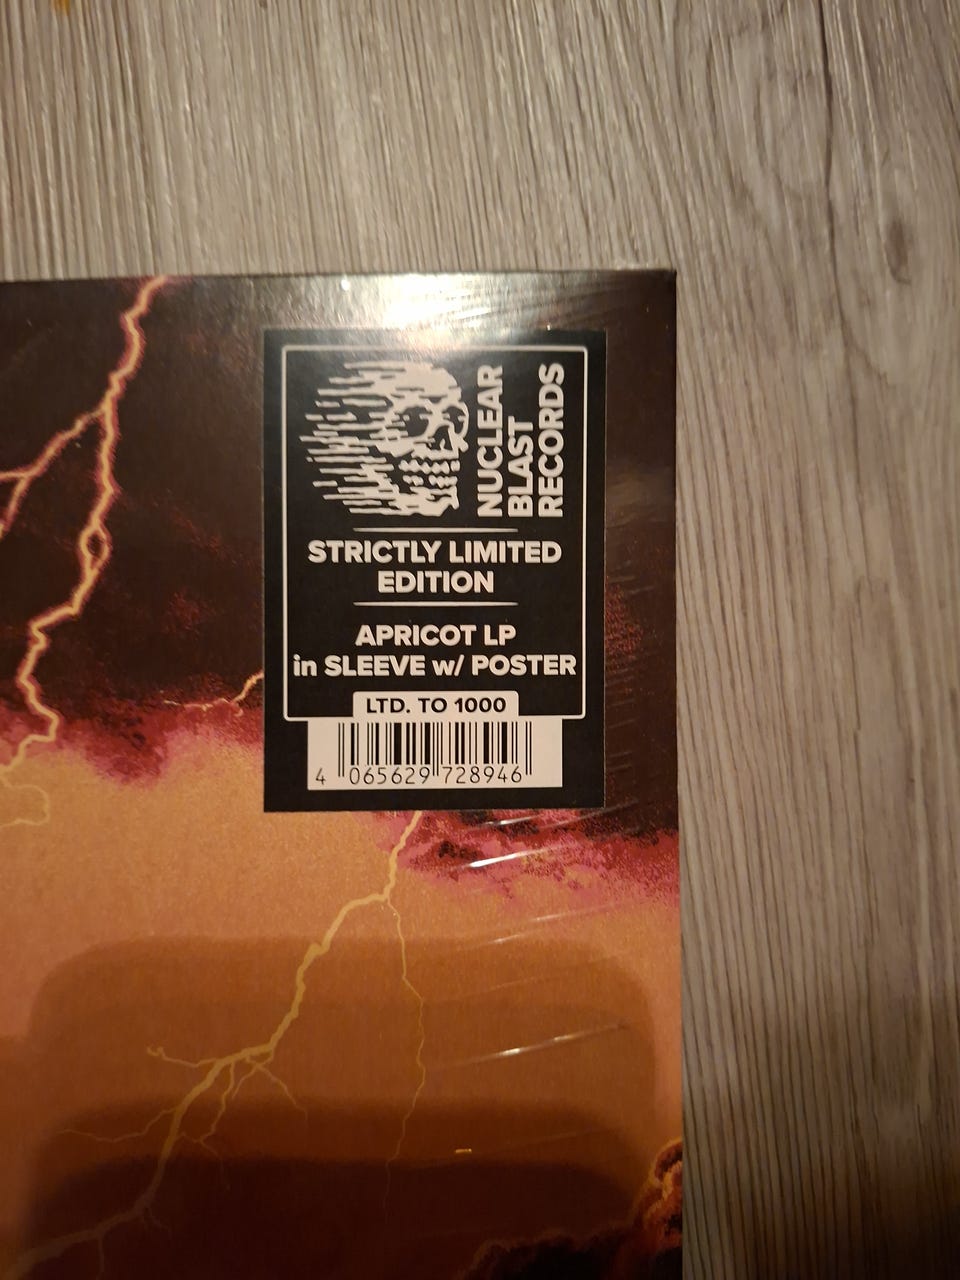 NUCLEAR
BLAST
RECORDS
STRICTLY LIMITED
EDITION
APRICOT LP
in SLEEVE w/ POSTER
LTD. TO 1000
4 065629 728946